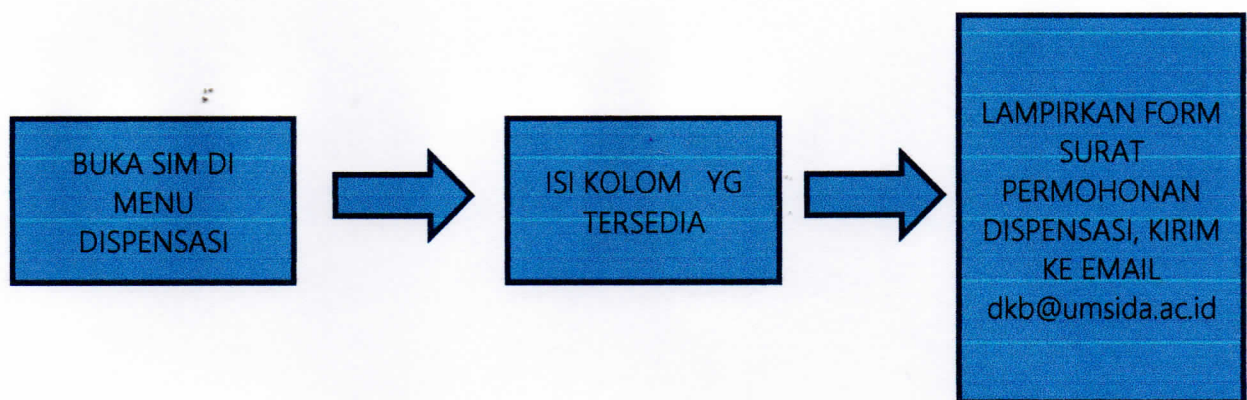 BUKA SIM DI
MENU
DISPENSASI
ISI KOLOM YG
TERSEDIA
LAMPIRKAN FORM
SURAT
PERMOHONAN
DISPENSASI, KIRIM
KE EMAIL
dkb@umsida.ac.id